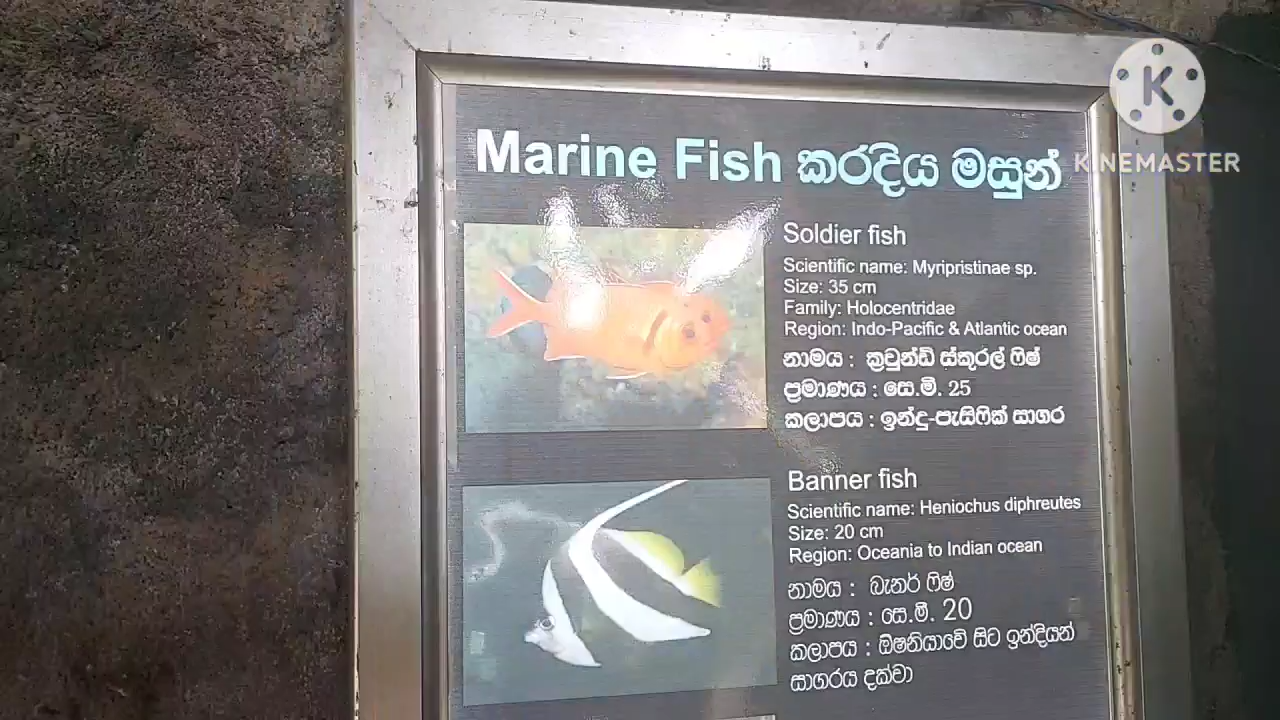 Marine Fish කරදිය මසුන්
K
KINEMASTER
Soldier fish
Scientific name: Myripristinae sp.
Size: 35 cm
Family: Holocentridae
Region: Indo-Pacific & Atlantic ocean
නාමය : ක්‍රවුන්ඩ් ස්කුරල් ෆිෂ්
ප්‍රමාණය : සෙ.මී. 25
කලාපය : ඉන්දු-පැසිෆික් සාගර
Banner fish
Scientific name: Heniochus diphreutes
Size: 20 cm
Region: Oceania to Indian ocean
නාමය : බැනර් ෆිෂ්
ප්‍රමාණය : සෙ.මී. 20
කලාපය : ඕෂනියාවේ සිට ඉන්දියන්
සාගරය දක්වා